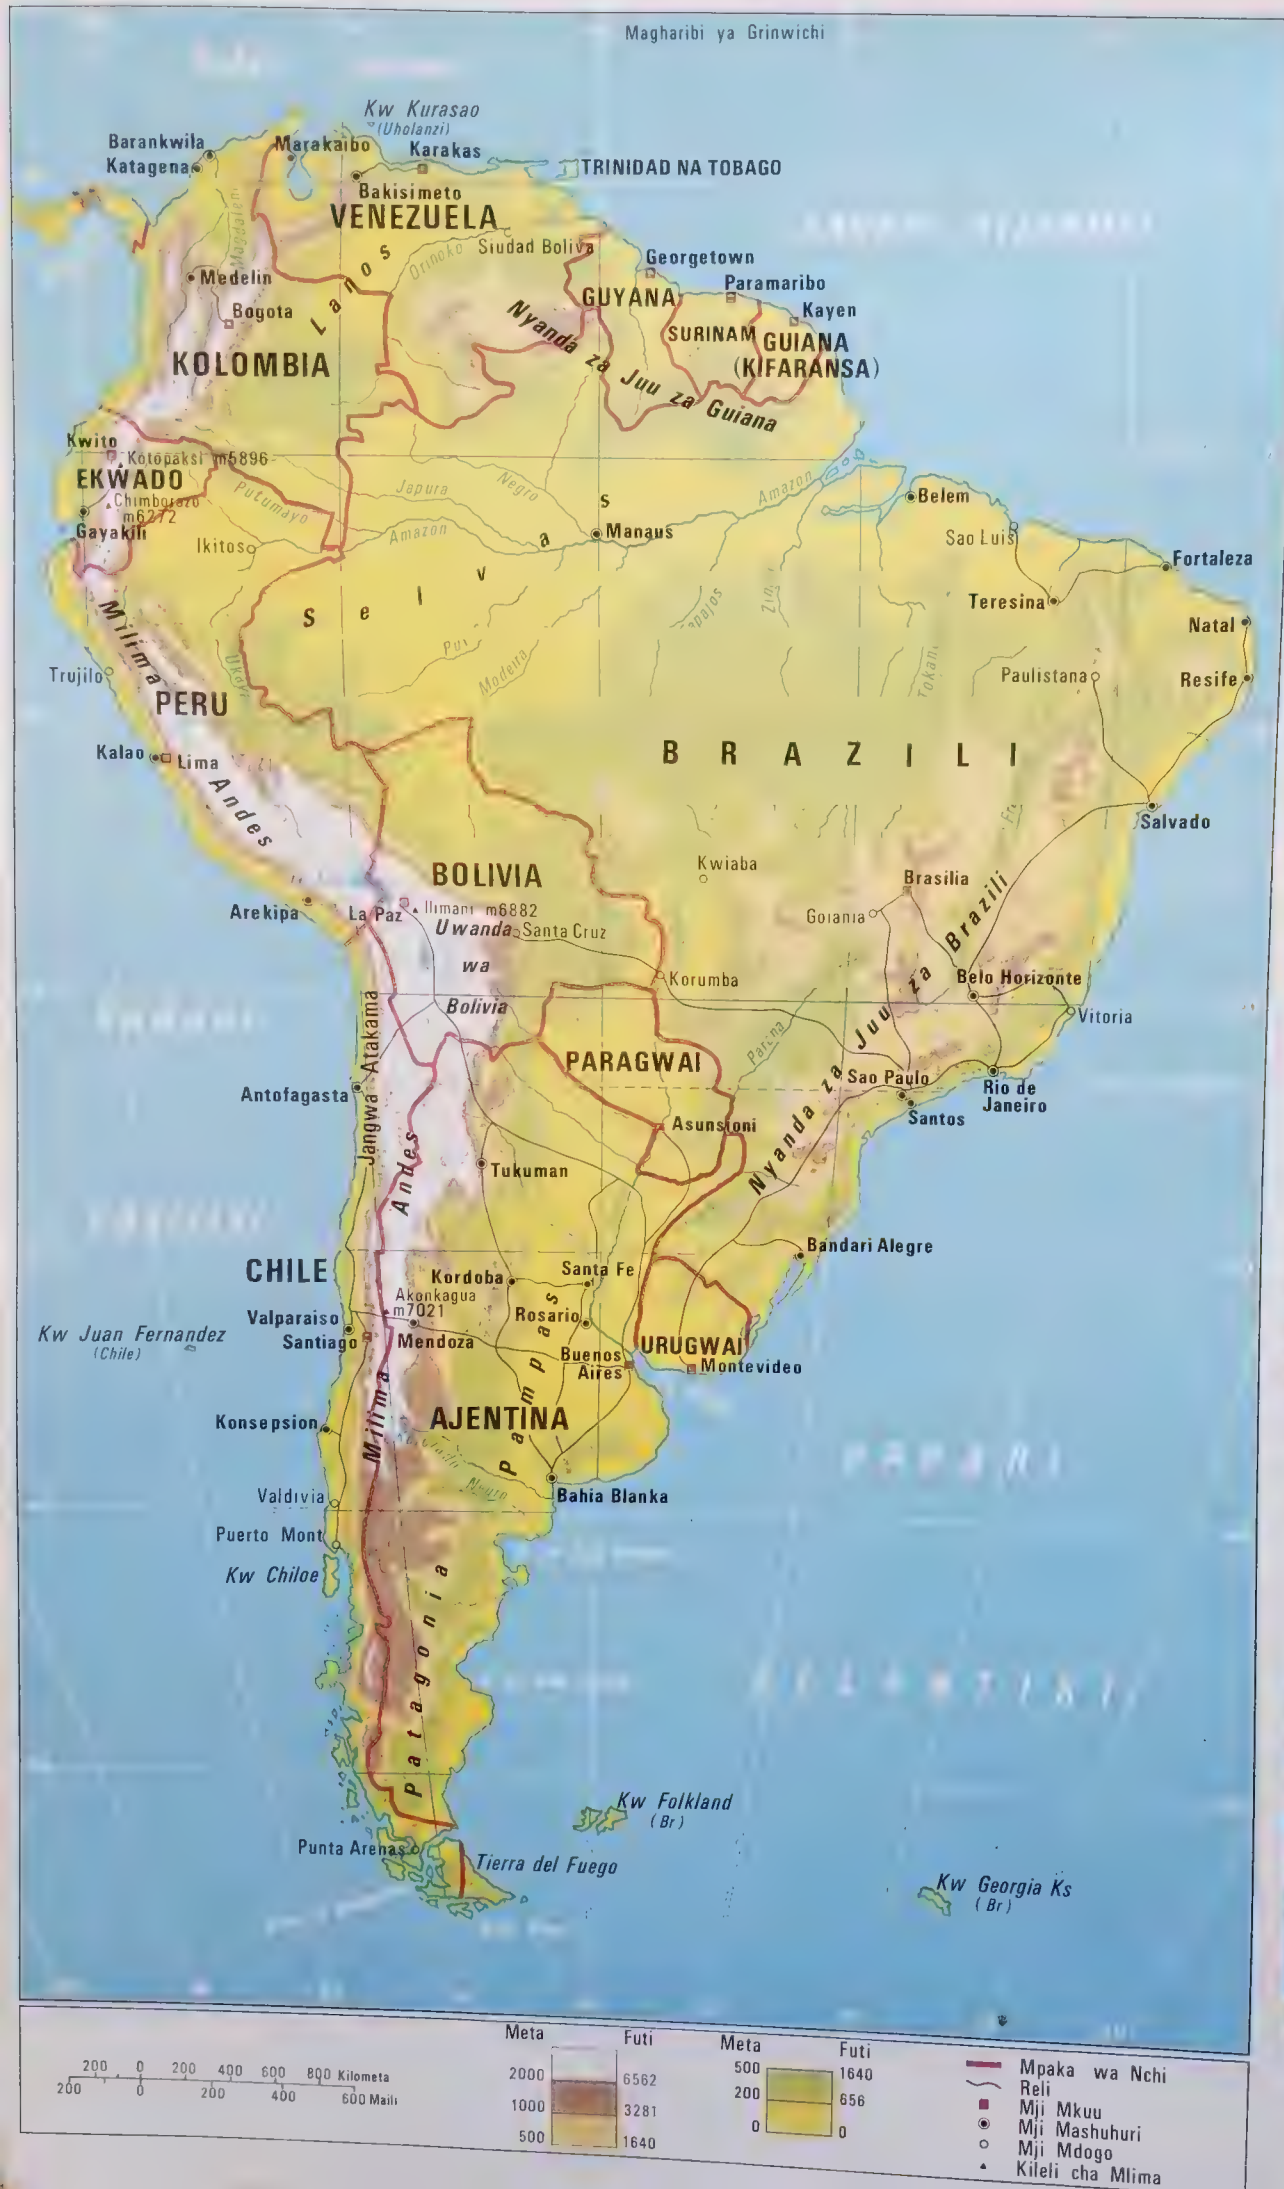 Magharibi ya Grinwichi
Kw Kurasao
(Uholanzi)
Barankwila
Katagena
Marakaibo
Karakas
TRINIDAD NA TOBAGO
Bakisimeto
VENEZUELA
Siudad Boliva
Orinoko
Lanos
Magdalen
Medelin
Bogota
KOLOMBIA
Georgetown
Paramaribo
Kayen
GUYANA
SURINAM
GUIANA
(KIFARANSA)
Nyanda za Juu za Guiana
Kwito
Kotopaksi m5896
EKWADO
Chimborazo
m6272
Gayakili
Putumayo
Japura
Negro
Amazon
Amazon
Ikitos
Manaus
Selvas
Belem
Sao Luis
Fortaleza
Teresina
Natal
Paulistana
Resife
Modeira
Trujilo
PERU
Kalao
Lima
Milima
Andes
BRAZILI
Salvado
Kwiaba
Brasilia
Goiania
BOLIVIA
Arekipa
La Paz
Ilimani m6882
Uwanda
wa
Bolivia
Santa Cruz
Korumba
Belo Horizonte
Vitoria
Nyanda za Juu za Brazili
Parana
PARAGWAI
Sao Paulo
Rio de
Janeiro
Santos
Antofagasta
Jangwa Atakama
Asunsioni
Tukuman
Andes
Bandari Alegre
CHILE
Kordoba
Santa Fe
Akonkagua
m7021
Rosario
Valparaiso
Santiago
Mendoza
Buenos
Aires
URUGWAI
Montevideo
Kw Juan Fernandez
(Chile)
Pampas
AJENTINA
Milima
Konsepsion
Negro
Valdivia
Bahia Blanka
Puerto Mont
Kw Chiloe
Patagonia
PAPARI
Kw Folkland
(Br)
Punta Arenas
Tierra del Fuego
Kw Georgia Ks
(Br)
200 0 200 400 600 800 Kilometa
200 0 200 400 600 Maili
Meta Futi
2000 6562
1000 3281
500 1640
Meta Futi
500 1640
200 656
0 0
Mpaka wa Nchi
Reli
Mji Mkuu
Mji Mashuhuri
Mji Mdogo
Kileli cha Mlima